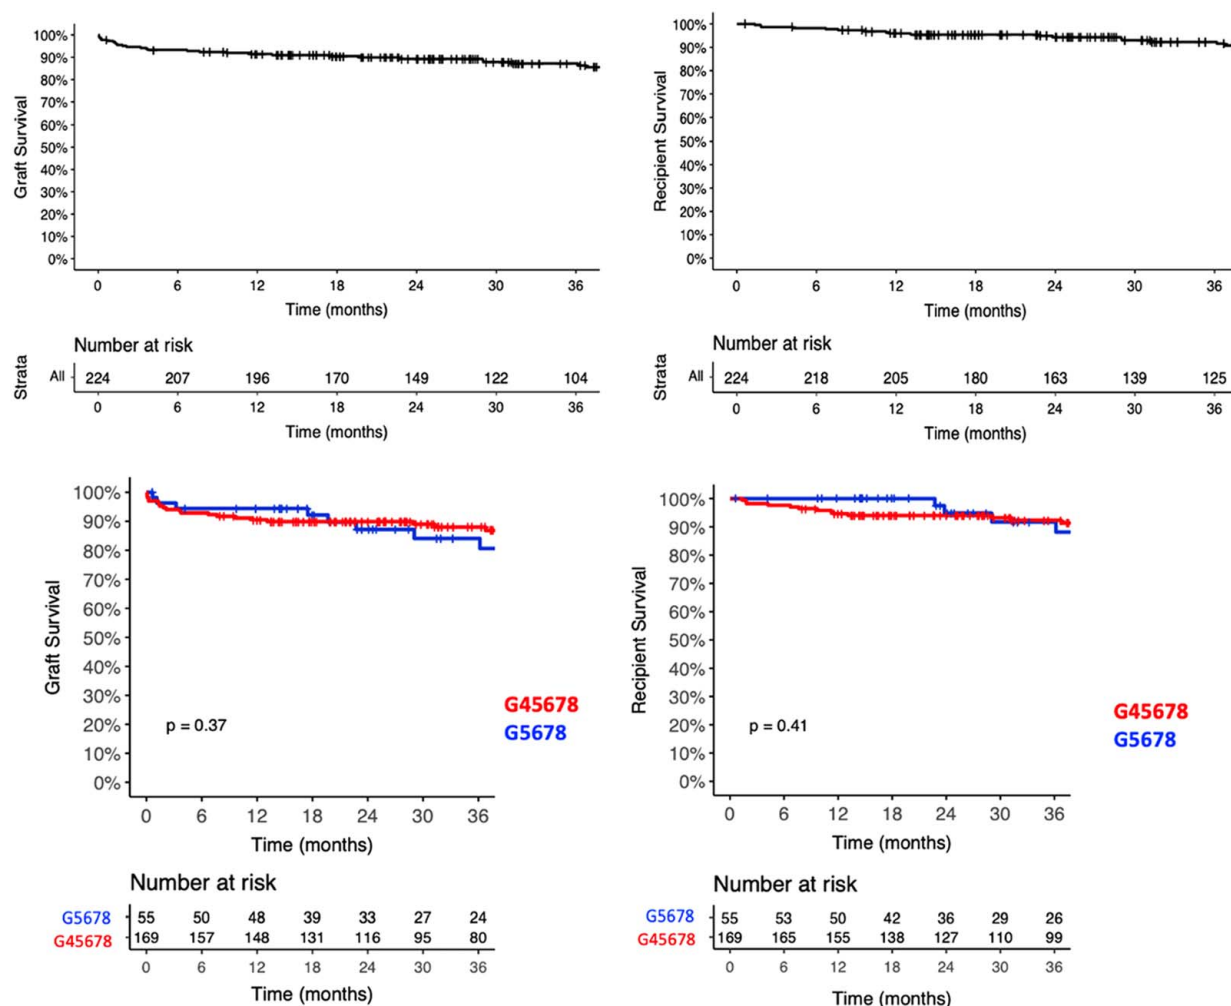 Graft Survival
100%
90%
80%
70%
60%
50%
40%
30%
20%
10%
0%
0 6 12 18 24 30 36
Time (months)
Number at risk
Strata
All 224 207 196 170 149 122 104
0 6 12 18 24 30 36
Time (months)
Recipient Survival
100%
90%
80%
70%
60%
50%
40%
30%
20%
10%
0%
0 6 12 18 24 30 36
Time (months)
Number at risk
Strata
All 224 218 205 180 163 139 125
0 6 12 18 24 30 36
Time (months)
Graft Survival
100%
90%
80%
70%
60%
50%
40%
30%
20%
10%
0%
p = 0.37
G45678
G5678
0 6 12 18 24 30 36
Time (months)
Number at risk
G5678 55 50 48 39 33 27 24
G45678 169 157 148 131 116 95 80
0 6 12 18 24 30 36
Time (months)
Recipient Survival
100%
90%
80%
70%
60%
50%
40%
30%
20%
10%
0%
p = 0.41
G45678
G5678
0 6 12 18 24 30 36
Time (months)
Number at risk
G5678 55 53 50 42 36 29 26
G45678 169 165 155 138 127 110 99
0 6 12 18 24 30 36
Time (months)